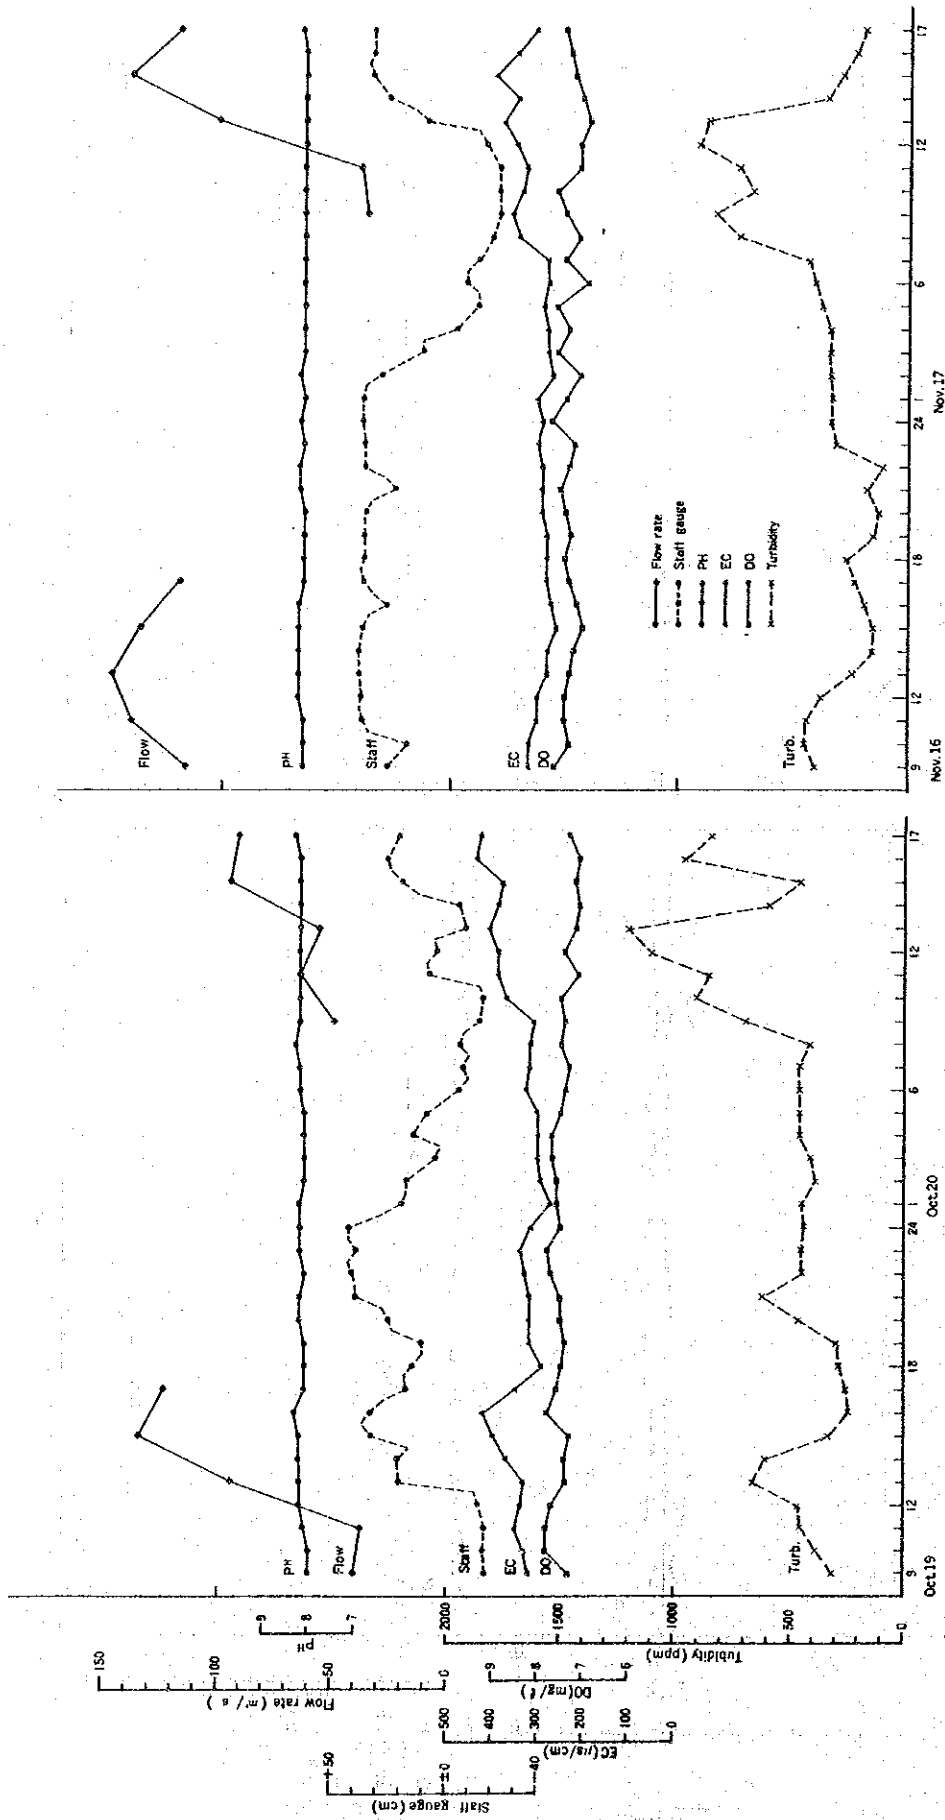 Staff gauge (cm)
+50
±0
-40
Flow rate (m³/s)
150
100
50
0
EC (μs/cm)
500
400
300
200
100
0
DO (mg/ℓ)
9
8
7
6
pH
9
8
7
Tubidity (ppm)
2000
1500
1000
500
0
pH
Flow
Staff
EC
DO
Turb.
9
12
18
24
1
6
12
17
Oct.19
Oct.20
Flow
pH
Staff
EC
DO
Turb.
Flow rate
Staff gauge
PH
EC
DO
Turbidity
9
12
18
24
1
6
12
17
Nov.16
Nov.17